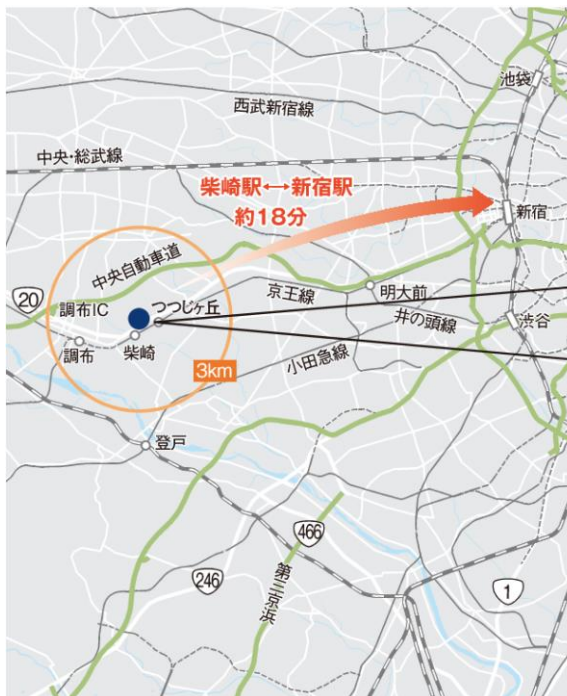 池袋
西武新宿線
中央・総武線
柴崎駅↔新宿駅
約18分
新宿
中央自動車道
20
調布IC
つつじヶ丘
京王線
明大前
井の頭線
渋谷
調布
柴崎
小田急線
3km
登戸
466
246
第三京浜
1